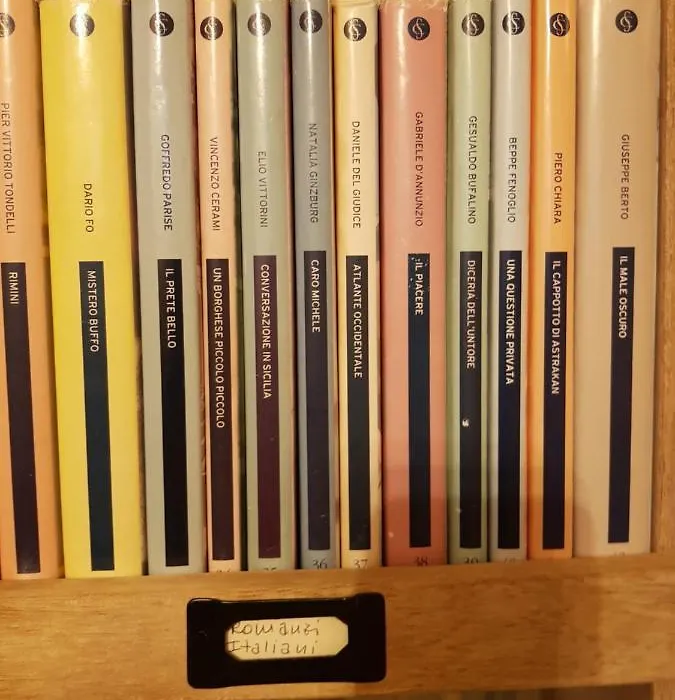 PIER VITTORIO TONDELLI
RIMINI
DARIO FO
MISTERO BUFFO
GOFFREDO PARISE
IL PRETE BELLO
VINCENZO CERAMI
UN BORGHESE PICCOLO PICCOLO
ELIO VITTORINI
CONVERSAZIONE IN SICILIA
NATALIA GINZBURG
CARO MICHELE
36
DANIELE DEL GIUDICE
ATLANTE OCCIDENTALE
37
GABRIELE D'ANNUNZIO
IL PIACERE
38
GESUALDO BUFALINO
DICERIA DELL'UNTORE
39
BEPPE FENOGLIO
UNA QUESTIONE PRIVATA
PIERO CHIARA
IL CAPPOTTO DI ASTRAKAN
GIUSEPPE BERTO
IL MALE OSCURO
Romanzi
Italiani